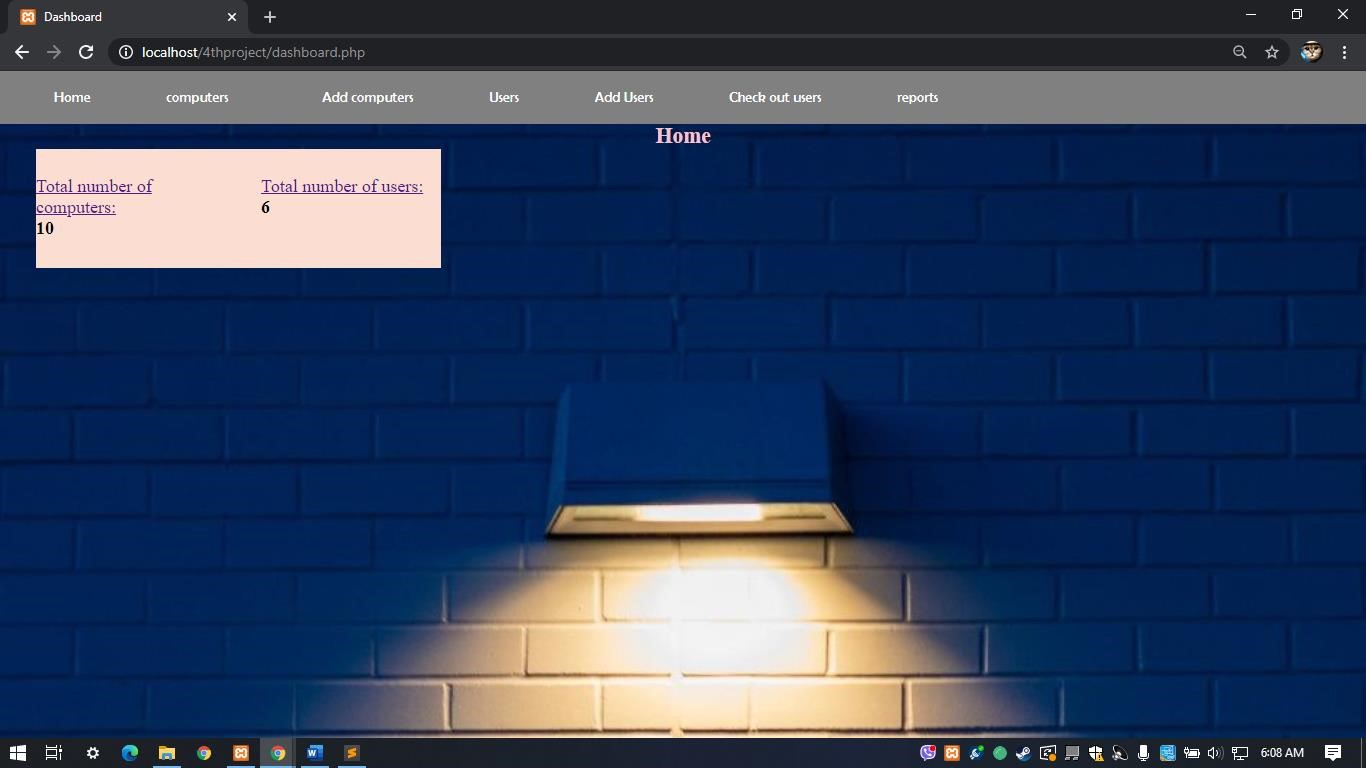 Dashboard
localhost/4thproject/dashboard.php
Home computers Add computers Users Add Users Check out users reports
Home
Total number of
computers:
10
Total number of users:
6
6:08 AM